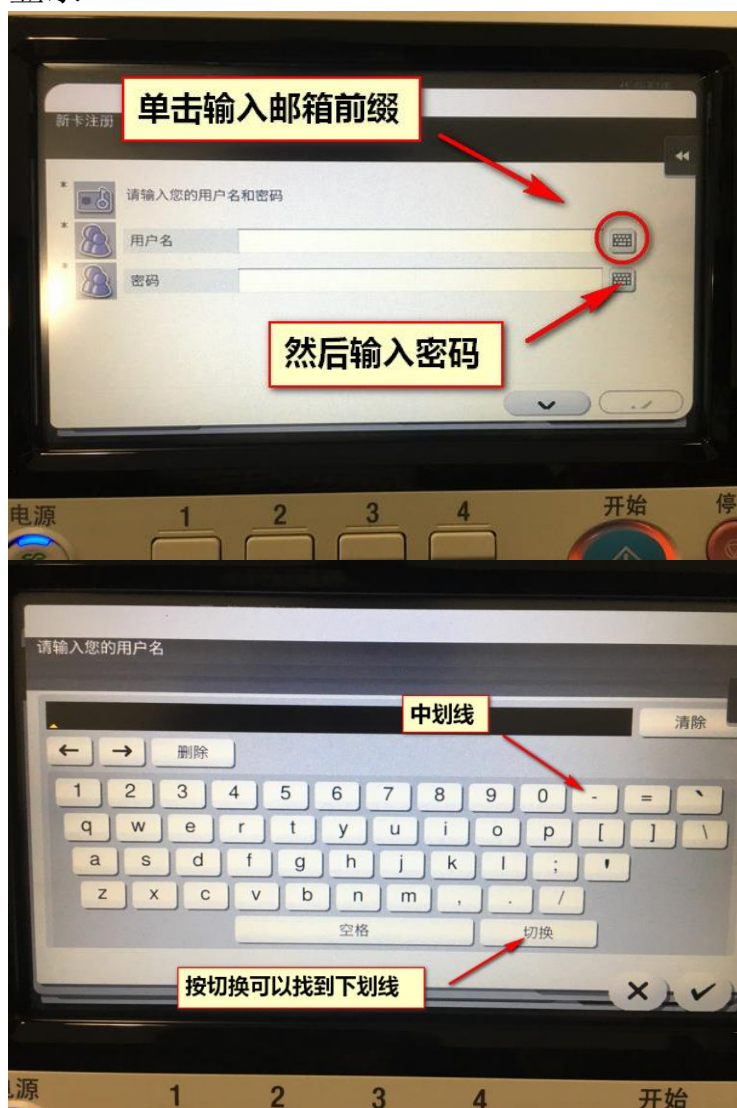 单击输入邮箱前缀
新卡注册
* 请输入您的用户名和密码
* 用户名
* 密码
然后输入密码
电源 1 2 3 4 开始 停
请输入您的用户名
中划线
清除
← → 删除
1 2 3 4 5 6 7 8 9 0 - = `
q w e r t y u i o p [ ] \
a s d f g h j k l ; '
z x c v b n m , . /
空格 切换
按切换可以找到下划线
源 1 2 3 4 开始